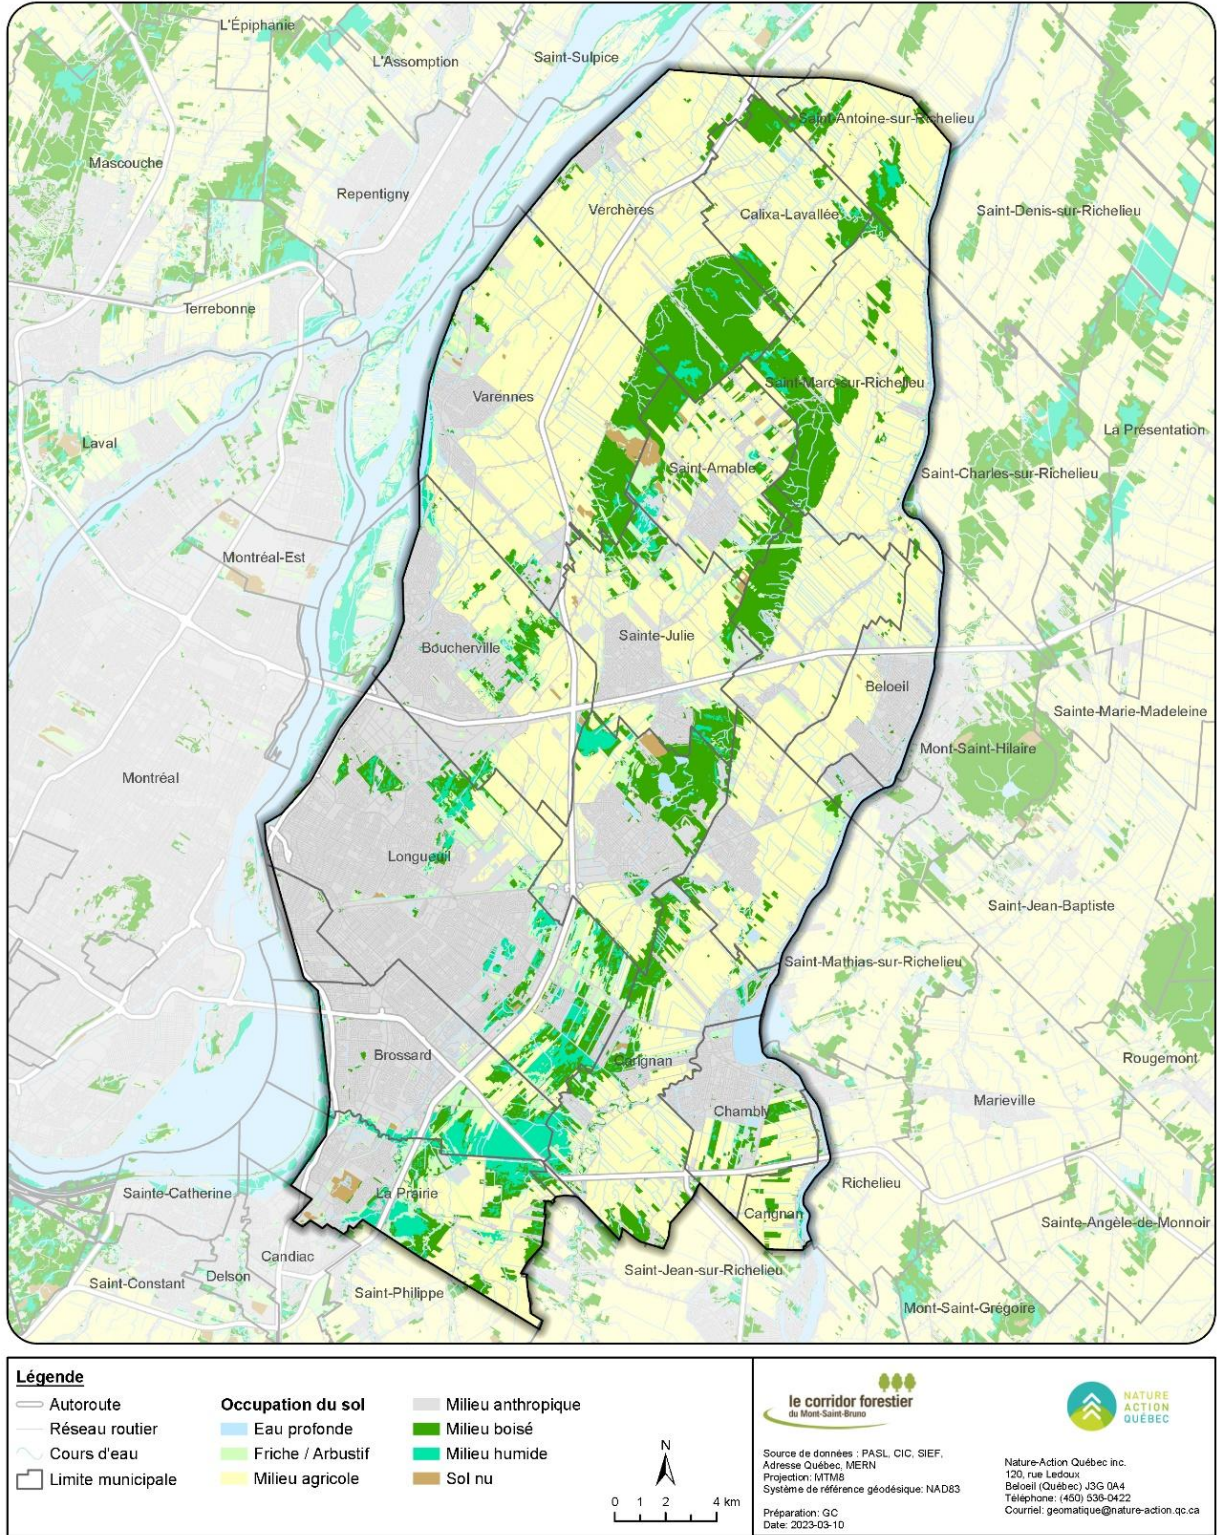 L'Épiphanie
L'Assomption
Saint-Sulpice
Saint-Antoine-sur-Richelieu
Mascouche
Repentigny
Verchères
Calixa-Lavallée
Saint-Denis-sur-Richelieu
Terrebonne
Varennes
Saint-Marc-sur-Richelieu
Laval
La Présentation
Saint-Amable
Saint-Charles-sur-Richelieu
Montréal-Est
Sainte-Julie
Boucherville
Beloeil
Sainte-Marie-Madeleine
Mont-Saint-Hilaire
Montréal
Longueuil
Saint-Jean-Baptiste
Saint-Mathias-sur-Richelieu
Brossard
Carignan
Rougemont
Chambly
Marieville
Sainte-Catherine
La Prairie
Richelieu
Carignan
Sainte-Angèle-de-Monnoir
Candiac
Saint-Constant
Delson
Saint-Jean-sur-Richelieu
Saint-Philippe
Mont-Saint-Grégoire
Légende
Autoroute
Réseau routier
Cours d'eau
Limite municipale
Occupation du sol
Eau profonde
Friche / Arbustif
Milieu agricole
Milieu anthropique
Milieu boisé
Milieu humide
Sol nu
N
0 1 2 4 km
le corridor forestier
du Mont-Saint-Bruno
NATURE
ACTION
QUÉBEC
Source de données : PASL, CIC, SIEF,
Adresse Québec, MERN
Projection: MTM8
Système de référence géodésique: NAD83
Préparation: GC
Date: 2023-03-10
Nature-Action Québec inc.
120, rue Ledoux
Beloeil (Québec) J3G 0A4
Téléphone: (450) 536-0422
Courriel: geomatique@nature-action.qc.ca